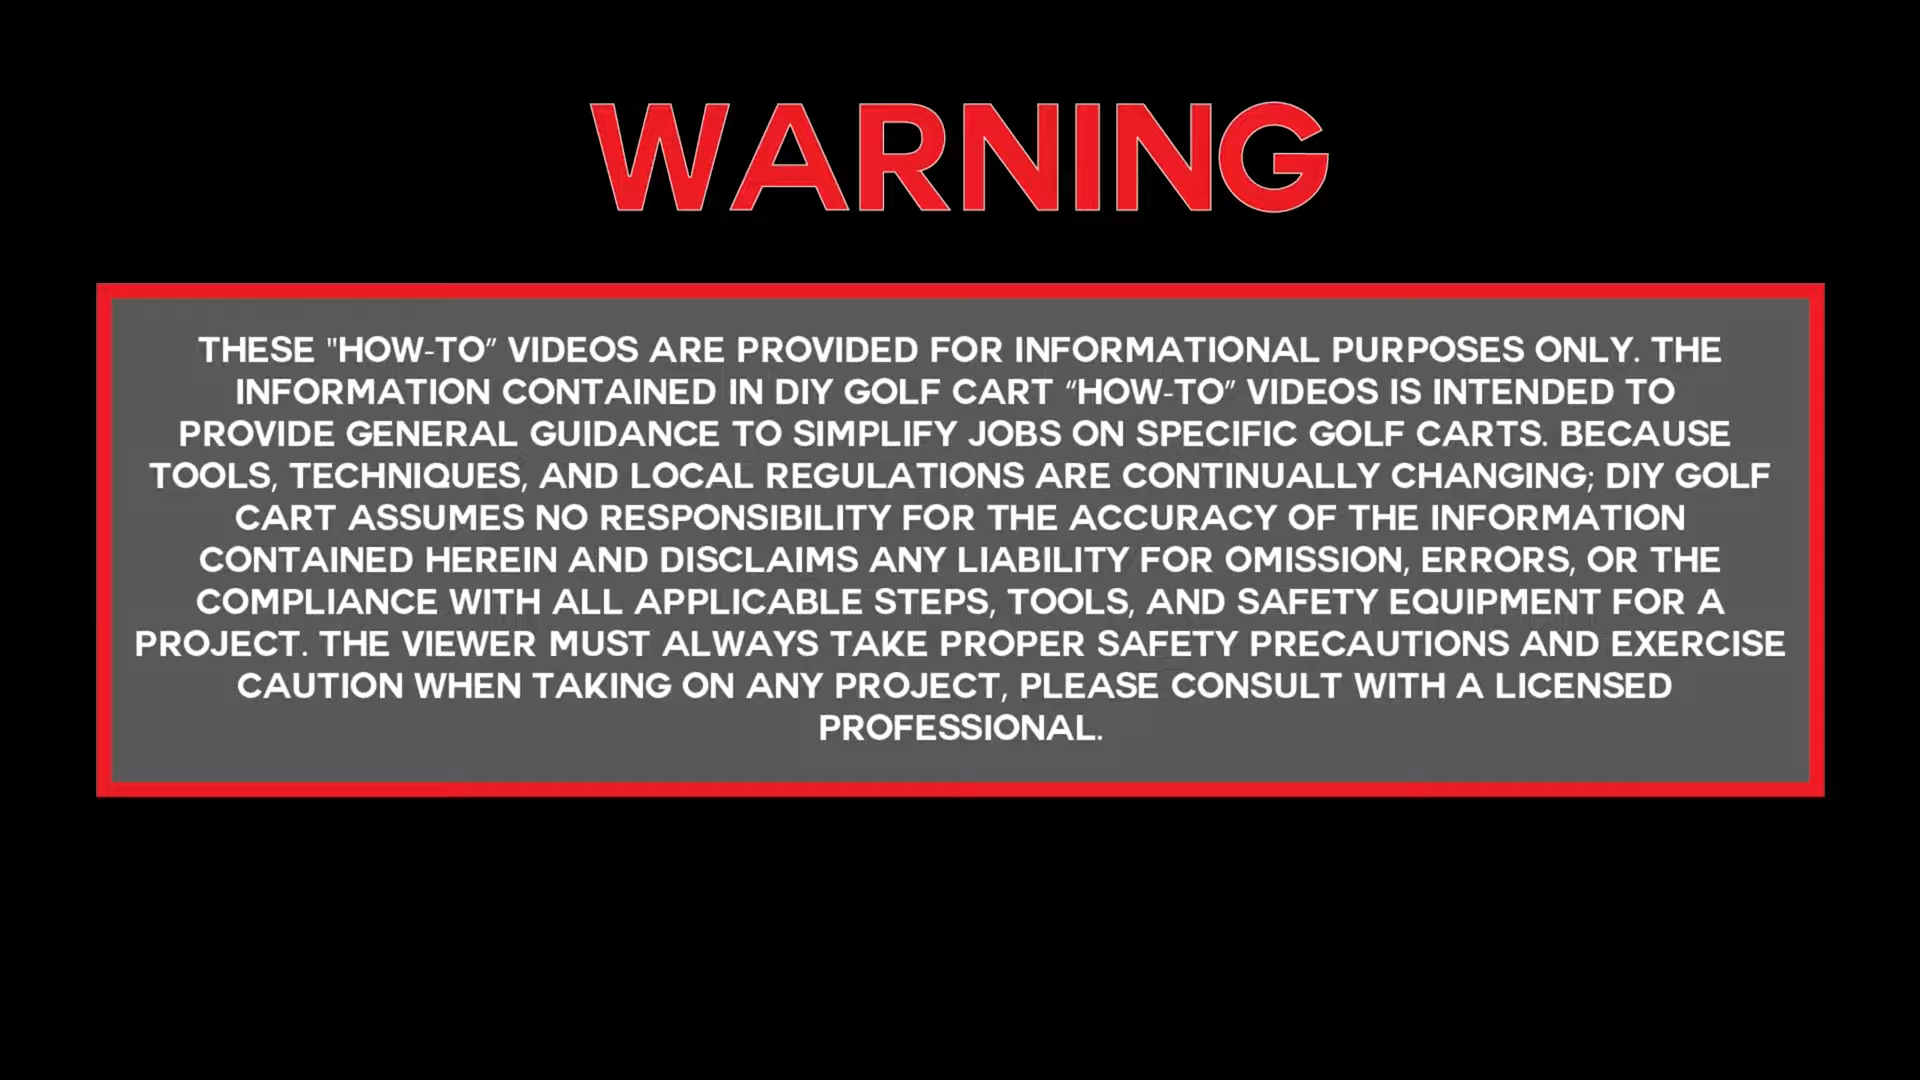 WARNING
THESE "HOW-TO” VIDEOS ARE PROVIDED FOR INFORMATIONAL PURPOSES ONLY. THE
INFORMATION CONTAINED IN DIY GOLF CART “HOW-TO” VIDEOS IS INTENDED TO
PROVIDE GENERAL GUIDANCE TO SIMPLIFY JOBS ON SPECIFIC GOLF CARTS. BECAUSE
TOOLS, TECHNIQUES, AND LOCAL REGULATIONS ARE CONTINUALLY CHANGING; DIY GOLF
CART ASSUMES NO RESPONSIBILITY FOR THE ACCURACY OF THE INFORMATION
CONTAINED HEREIN AND DISCLAIMS ANY LIABILITY FOR OMISSION, ERRORS, OR THE
COMPLIANCE WITH ALL APPLICABLE STEPS, TOOLS, AND SAFETY EQUIPMENT FOR A
PROJECT. THE VIEWER MUST ALWAYS TAKE PROPER SAFETY PRECAUTIONS AND EXERCISE
CAUTION WHEN TAKING ON ANY PROJECT, PLEASE CONSULT WITH A LICENSED
PROFESSIONAL.